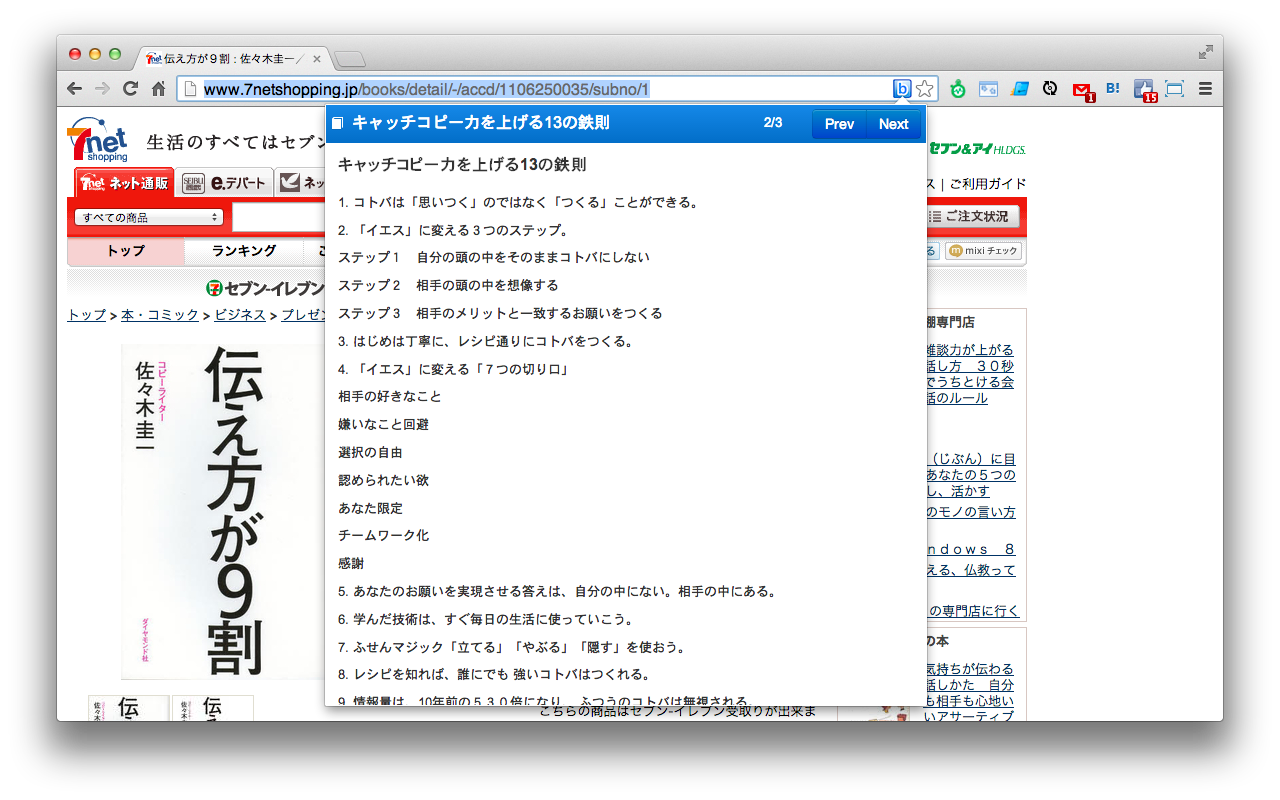 7net 伝え方が９割 : 佐々木圭一／
www.7netshopping.jp/books/detail/-/accd/1106250035/subno/1
b
B!
1
15
7net shopping
生活のすべてはセブン
キャッチコピー力を上げる13の鉄則
2/3
Prev
Next
セブン&アイHLDGS.
7net ネット通販
SEIBU
e.デパート
ネッ
ス | ご利用ガイド
すべての商品
ご注文状況
トップ
ランキング
こ
る
m mixi チェック
セブン-イレブン
トップ > 本・コミック > ビジネス > プレゼン
コピーライター
佐々木圭一
伝え方が９割
ダイヤモンド社
佐々木圭一
伝
佐々木
伝
キャッチコピー力を上げる13の鉄則
1. コトバは「思いつく」のではなく「つくる」ことができる。
2. 「イエス」に変える３つのステップ。
ステップ１　自分の頭の中をそのままコトバにしない
ステップ２　相手の頭の中を想像する
ステップ３　相手のメリットと一致するお願いをつくる
3. はじめは丁寧に、レシピ通りにコトバをつくる。
4. 「イエス」に変える「７つの切り口」
相手の好きなこと
嫌いなこと回避
選択の自由
認められたい欲
あなた限定
チームワーク化
感謝
5. あなたのお願いを実現させる答えは、自分の中にない。相手の中にある。
6. 学んだ技術は、すぐ毎日の生活に使っていこう。
7. ふせんマジック「立てる」「やぶる」「隠す」を使おう。
8. レシピを知れば、誰にでも 強いコトバはつくれる。
9. 情報量は、10年前の５３０倍になり、ふつうのコトバは無視される。
こちらの商品はセブン-イレブン受取りが出来ま
棚専門店
雑談力が上がる
話し方　３０秒
でうちとける会
話のルール
（じぶん）に目
あなたの５つの
し、活かす
のモノの言い方
ｎｄｏｗｓ　８
える、仏教って
の専門店に行く
の本
気持ちが伝わる
話しかた　自分
も相手も心地い
いアサーティブ